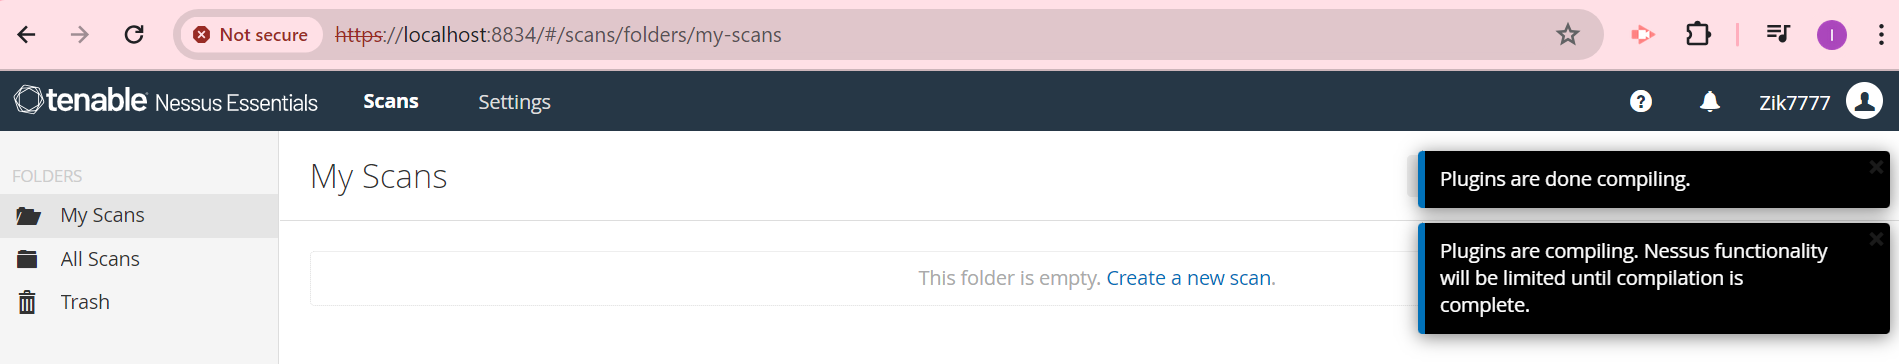 Not secure https://localhost:8834/#/scans/folders/my-scans I
tenable Nessus Essentials Scans Settings ? Zik7777
FOLDERS
My Scans
All Scans
Trash
My Scans
This folder is empty. Create a new scan.
Plugins are done compiling.
Plugins are compiling. Nessus functionality
will be limited until compilation is
complete.